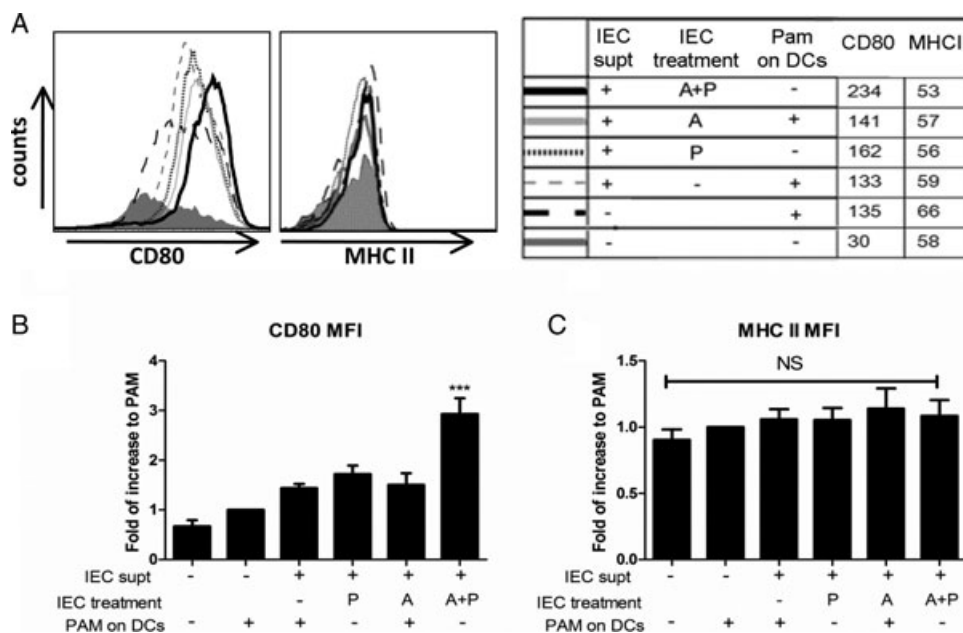 A
counts
CD80
MHC II
IEC supt IEC treatment Pam on DCs CD80 MHCI
+ A+P - 234 53
+ A + 141 57
+ P - 162 56
+ - + 133 59
- + 135 66
- - 30 58
B
CD80 MFI
Fold of increase to PAM
4
3
2
1
0
***
IEC supt - - + + + +
IEC treatment - P A A+P
PAM on DCs - + + - + -
C
MHC II MFI
Fold of increase to PAM
1.5
1.0
0.5
0.0
NS
IEC supt - - + + + +
IEC treatment - P A A+P
PAM on DCs - + + - + -